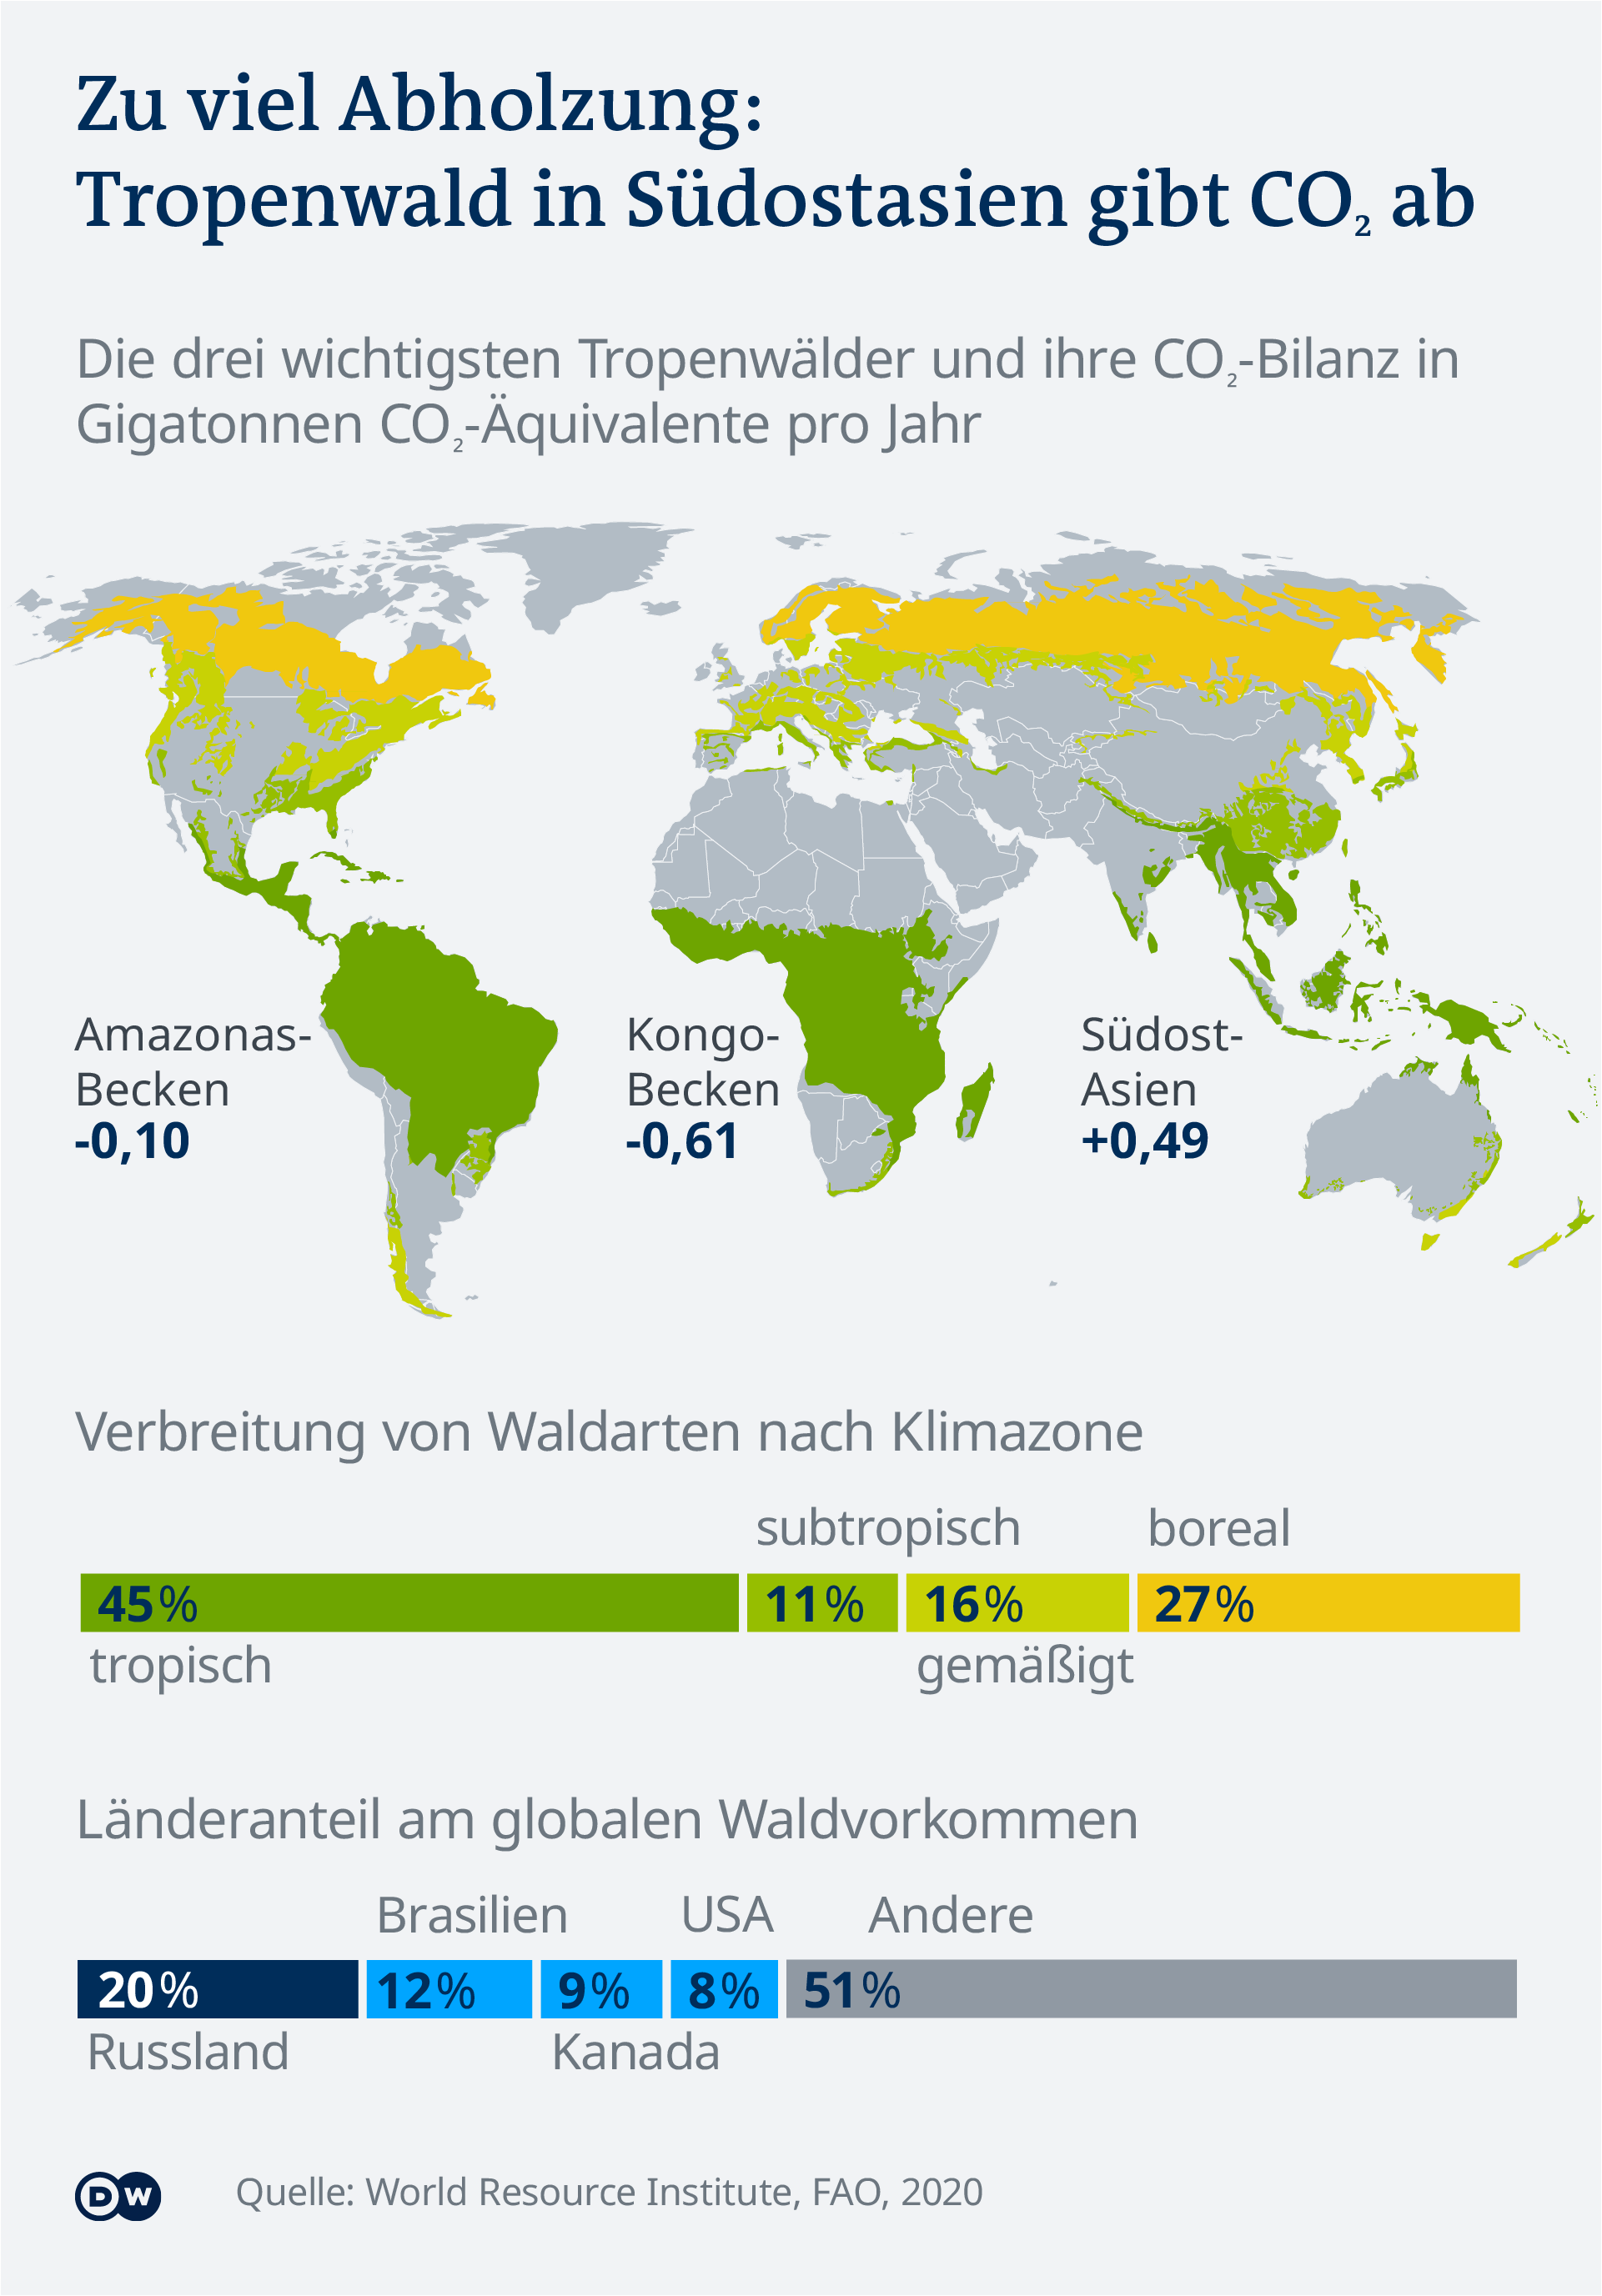 Zu viel Abholzung:
Tropenwald in Südostasien gibt CO₂ ab
Die drei wichtigsten Tropenwälder und ihre CO₂-Bilanz in
Gigatonnen CO₂-Äquivalente pro Jahr
Amazonas-
Becken
-0,10
Kongo-
Becken
-0,61
Südost-
Asien
+0,49
Verbreitung von Waldarten nach Klimazone
subtropisch boreal
45% 11% 16% 27%
tropisch gemäßigt
Länderanteil am globalen Waldvorkommen
Brasilien USA Andere
20% 12% 9% 8% 51%
Russland Kanada
DW Quelle: World Resource Institute, FAO, 2020